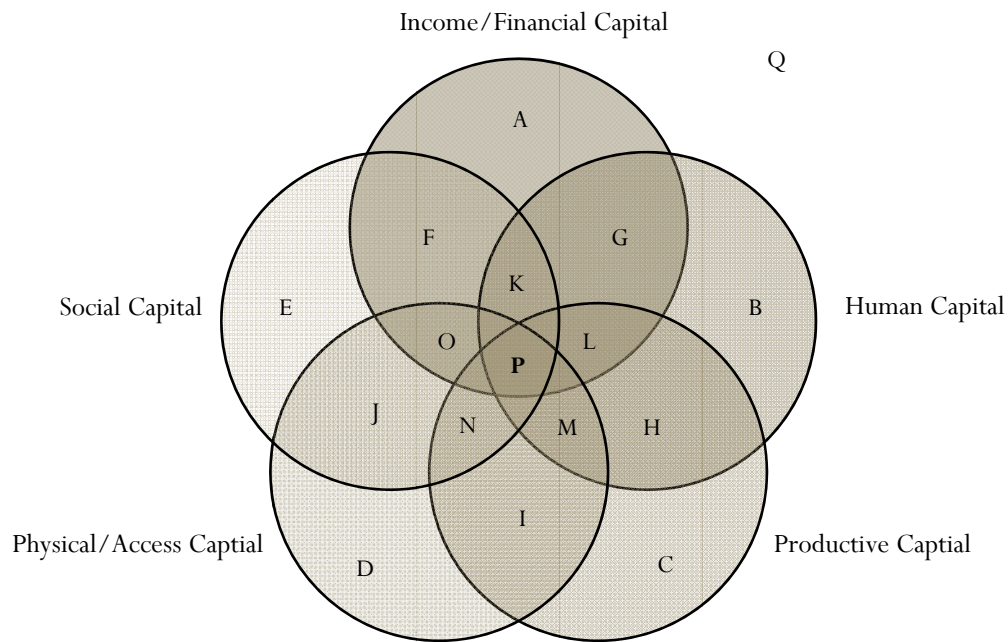 Income/Financial Capital
Q
A
F
G
K
Social Capital
E
B
Human Capital
O
L
P
J
N
M
H
I
Physical/Access Captial
Productive Captial
D
C